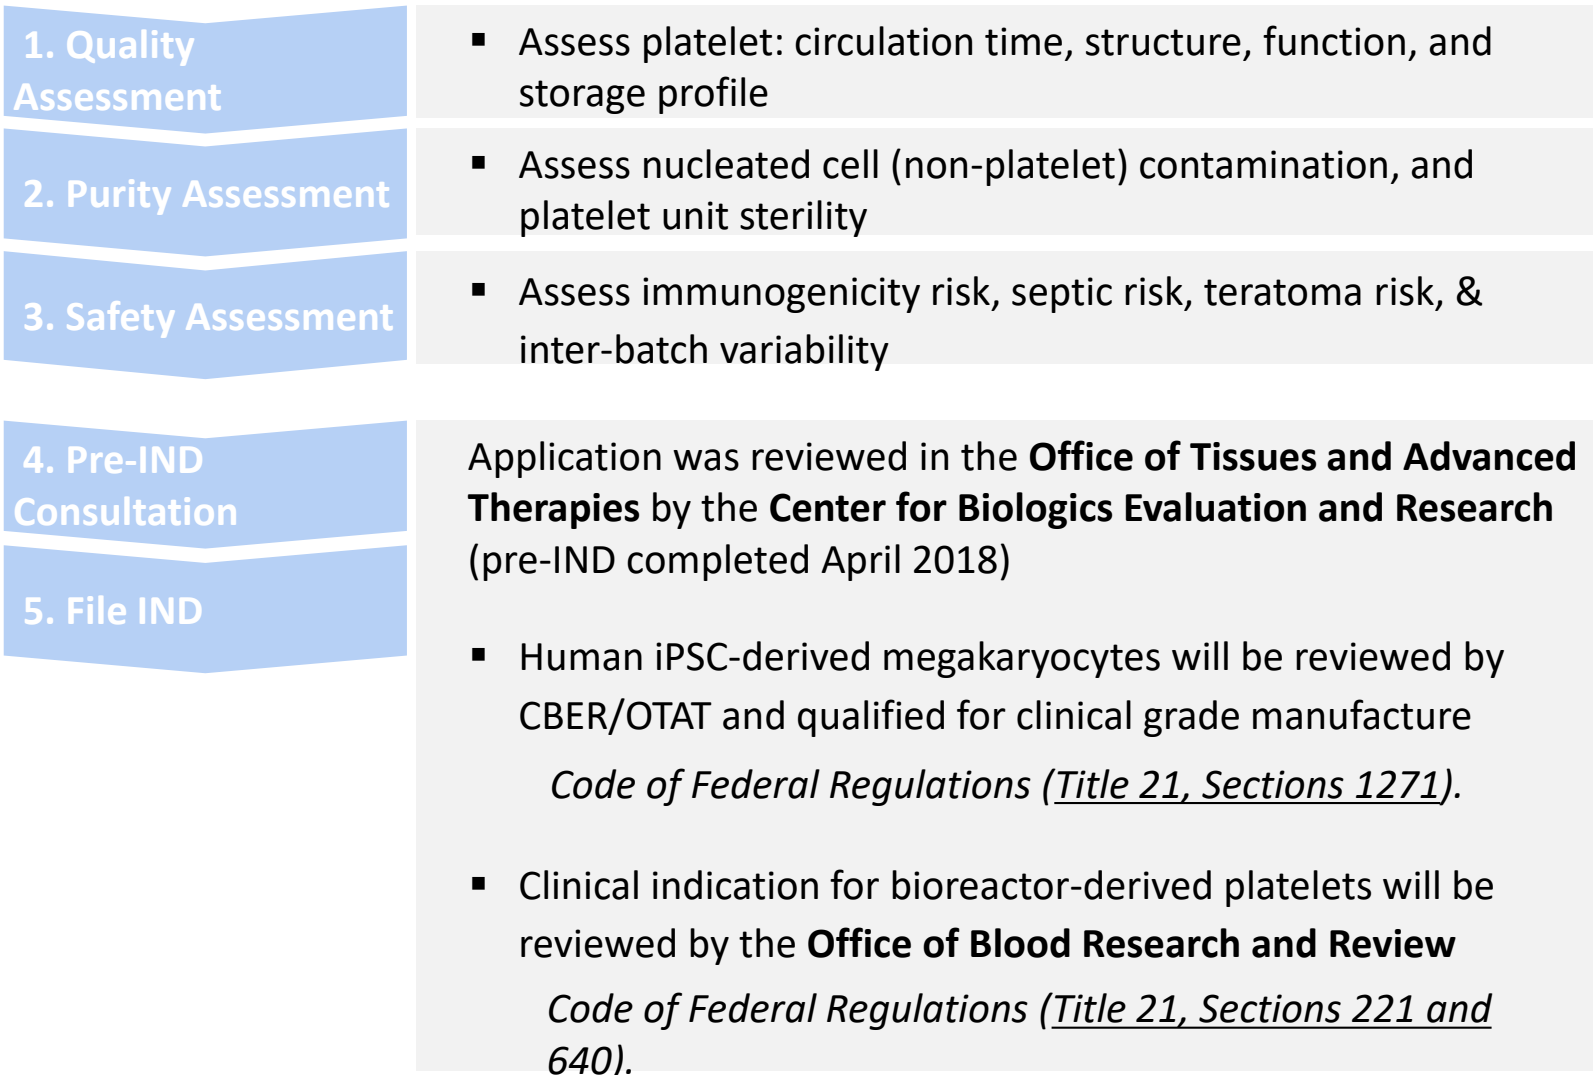 1. Quality
Assessment
▪ Assess platelet: circulation time, structure, function, and
storage profile
2. Purity Assessment
▪ Assess nucleated cell (non-platelet) contamination, and
platelet unit sterility
3. Safety Assessment
▪ Assess immunogenicity risk, septic risk, teratoma risk, &
inter-batch variability
4. Pre-IND
Consultation
5. File IND
Application was reviewed in the Office of Tissues and Advanced
Therapies by the Center for Biologics Evaluation and Research
(pre-IND completed April 2018)
▪ Human iPSC-derived megakaryocytes will be reviewed by
CBER/OTAT and qualified for clinical grade manufacture
Code of Federal Regulations (Title 21, Sections 1271).
▪ Clinical indication for bioreactor-derived platelets will be
reviewed by the Office of Blood Research and Review
Code of Federal Regulations (Title 21, Sections 221 and
640).